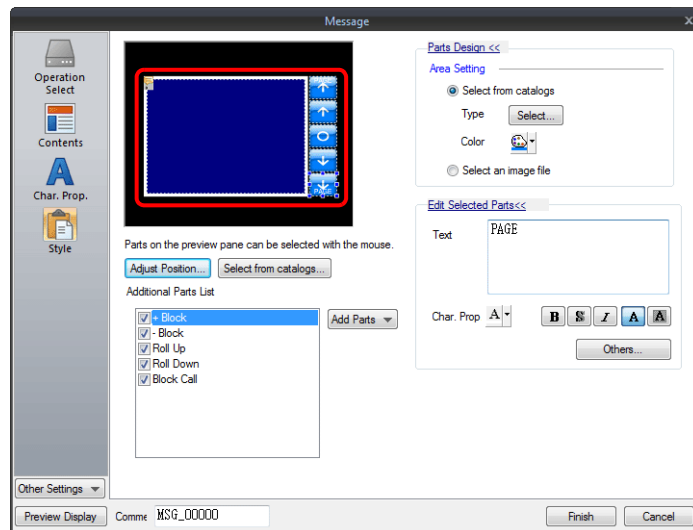 Message
X
Operation
Select
Contents
A
Char. Prop.
Style
Other Settings
Preview Display
PAGE
Parts on the preview pane can be selected with the mouse.
Adjust Position...
Select from catalogs...
Additional Parts List
+ Block
- Block
Roll Up
Roll Down
Block Call
Add Parts
Parts Design <<
Area Setting
Select from catalogs
Type
Select...
Color
Select an image file
Edit Selected Parts<<
Text
PAGE
Char. Prop
A
B S I A A
Others...
Comme
MSG_00000
Finish
Cancel